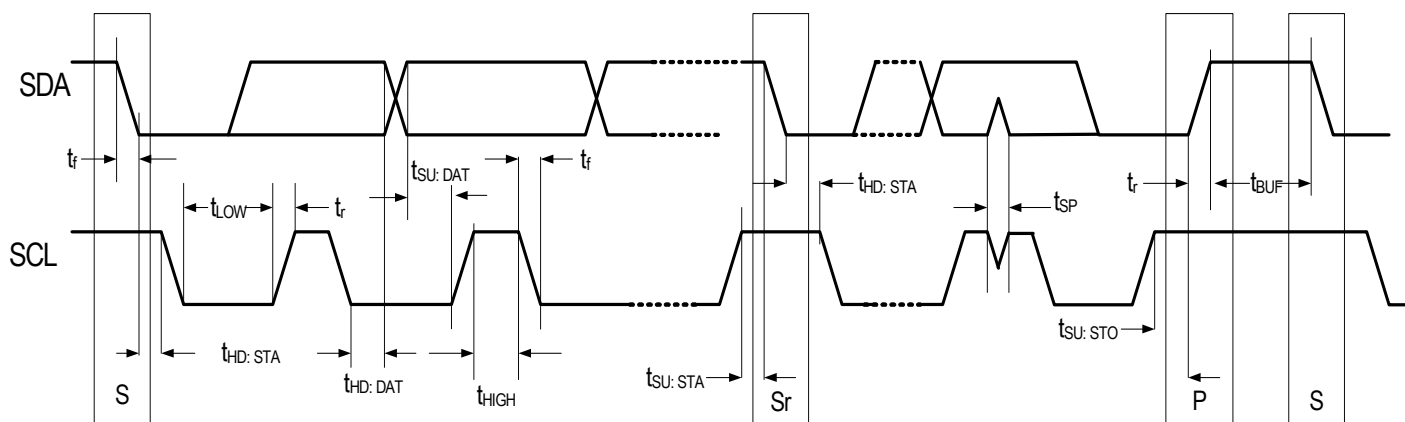 SDA
tf
tSU: DAT
tf
tHD: STA
tSP
tr
tBUF
tLOW
tr
SCL
tHD: STA
tHD: DAT
tHIGH
tSU: STA
tSU: STO
S
Sr
P
S